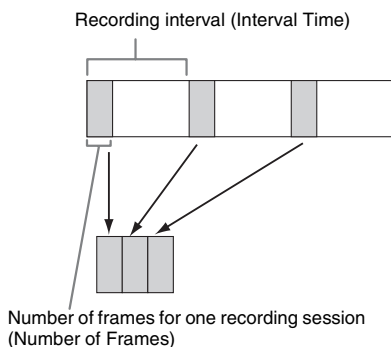 Recording interval (Interval Time)
Number of frames for one recording session
(Number of Frames)